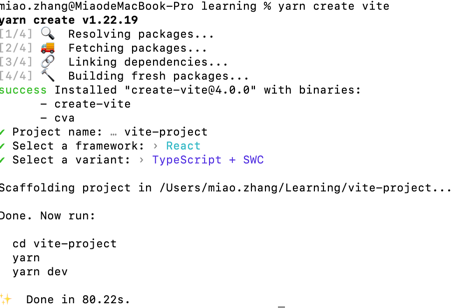 miao.zhang@MiaodeMacBook-Pro learning % yarn create vite
yarn create v1.22.19
[1/4] 🔍 Resolving packages...
[2/4] 🚚 Fetching packages...
[3/4] 🔗 Linking dependencies...
[4/4] 🔨 Building fresh packages...
success Installed "create-vite@4.0.0" with binaries:
- create-vite
- cva
✔ Project name: … vite-project
✔ Select a framework: › React
✔ Select a variant: › TypeScript + SWC
Scaffolding project in /Users/miao.zhang/Learning/vite-project...
Done. Now run:
cd vite-project
yarn
yarn dev
✨ Done in 80.22s.